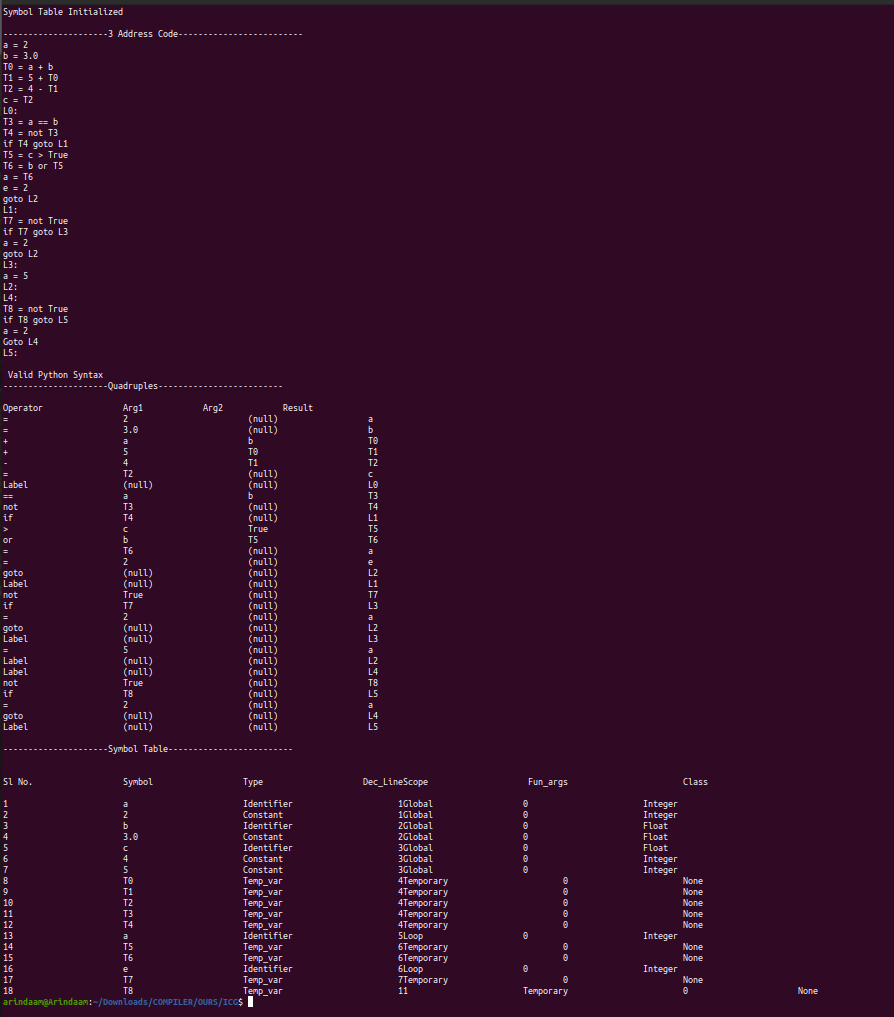 Symbol Table Initialized
---------------------3 Address Code-------------------------
a = 2
b = 3.0
T0 = a + b
T1 = 5 + T0
T2 = 4 - T1
c = T2
L0:
T3 = a == b
T4 = not T3
if T4 goto L1
T5 = c > True
T6 = b or T5
a = T6
e = 2
goto L2
L1:
T7 = not True
if T7 goto L3
a = 2
goto L2
L3:
a = 5
L2:
L4:
T8 = not True
if T8 goto L5
a = 2
Goto L4
L5:
Valid Python Syntax
---------------------Quadruples-------------------------
Operator Arg1 Arg2 Result
= 2 (null) a
= 3.0 (null) b
+ a b T0
+ 5 T0 T1
- 4 T1 T2
= T2 (null) c
Label (null) (null) L0
== a b T3
not T3 (null) T4
if T4 (null) L1
> c True T5
or b T5 T6
= T6 (null) a
= 2 (null) e
goto (null) (null) L2
Label (null) (null) L1
not True (null) T7
if T7 (null) L3
= 2 (null) a
goto (null) (null) L2
Label (null) (null) L3
= 5 (null) a
Label (null) (null) L2
Label (null) (null) L4
not True (null) T8
if T8 (null) L5
= 2 (null) a
goto (null) (null) L4
Label (null) (null) L5
---------------------Symbol Table-------------------------
Sl No. Symbol Type Dec_LineScope Fun_args Class
1 a Identifier 1Global 0 Integer
2 2 Constant 1Global 0 Integer
3 b Identifier 2Global 0 Float
4 3.0 Constant 2Global 0 Float
5 c Identifier 3Global 0 Float
6 4 Constant 3Global 0 Integer
7 5 Constant 3Global 0 Integer
8 T0 Temp_var 4Temporary 0 None
9 T1 Temp_var 4Temporary 0 None
10 T2 Temp_var 4Temporary 0 None
11 T3 Temp_var 4Temporary 0 None
12 T4 Temp_var 4Temporary 0 None
13 a Identifier 5Loop 0 Integer
14 T5 Temp_var 6Temporary 0 None
15 T6 Temp_var 6Temporary 0 None
16 e Identifier 6Loop 0 Integer
17 T7 Temp_var 7Temporary 0 None
18 T8 Temp_var 11 Temporary 0 None
arindaam@Arindaam:~/Downloads/COMPILER/OURS/ICG$